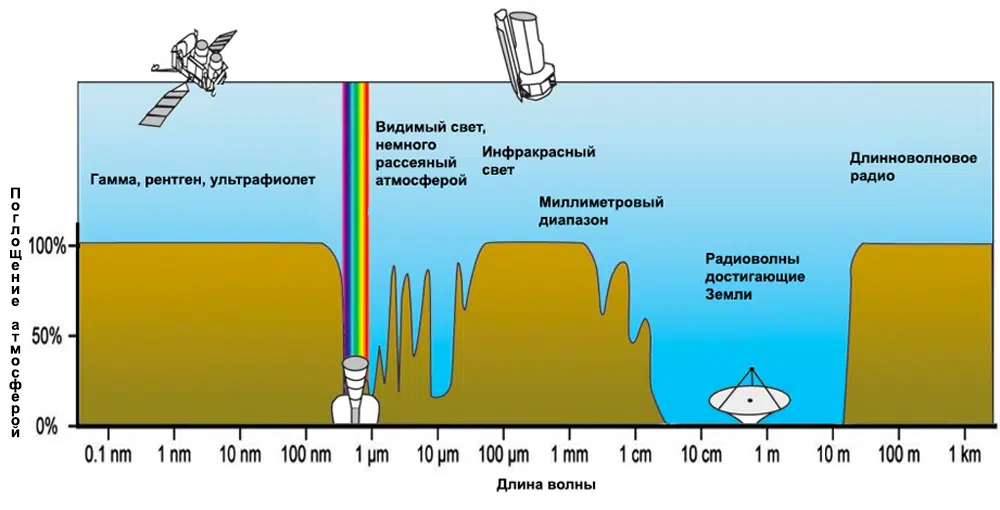 Видимый свет,
немного
рассеяный
атмосферой
Инфракрасный
свет
Длинноволновое
радио
Гамма, рентген, ультрафиолет
Миллиметровый
диапазон
Радиоволны
достигающие
Земли
Поглощение атмосферой
100%
50%
0%
0.1 nm 1 nm 10 nm 100 nm 1 µm 10 µm 100 µm 1 mm 1 cm 10 cm 1 m 10 m 100 m 1 km
Длина волны